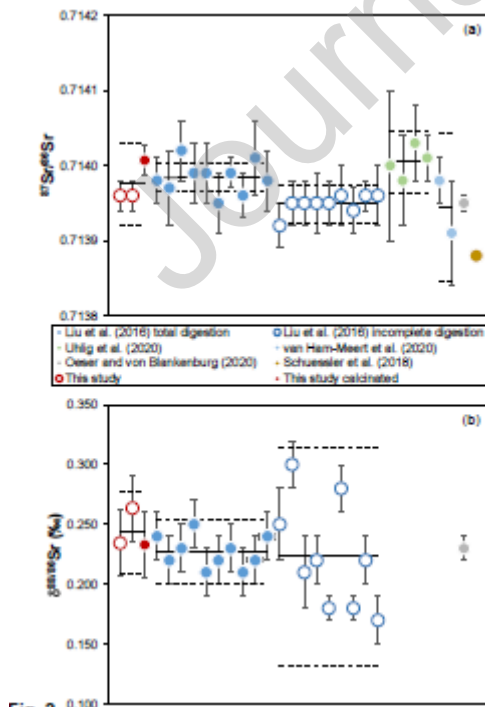 Journ
0.7142
(a)
0.7141
0.7140
0.7139
0.7138
⁸⁷Sr/⁸⁶Sr
Liu et al. (2016) total digestion
Liu et al. (2016) incomplete digestion
Uhlig et al. (2020)
van Ham-Meert et al. (2020)
Oeser and von Blankenburg (2020)
Schuessler et al. (2018)
This study
This study calcinated
0.350
(b)
0.300
0.250
0.200
0.150
0.100
δ⁸⁸/⁸⁶Sr (‰)